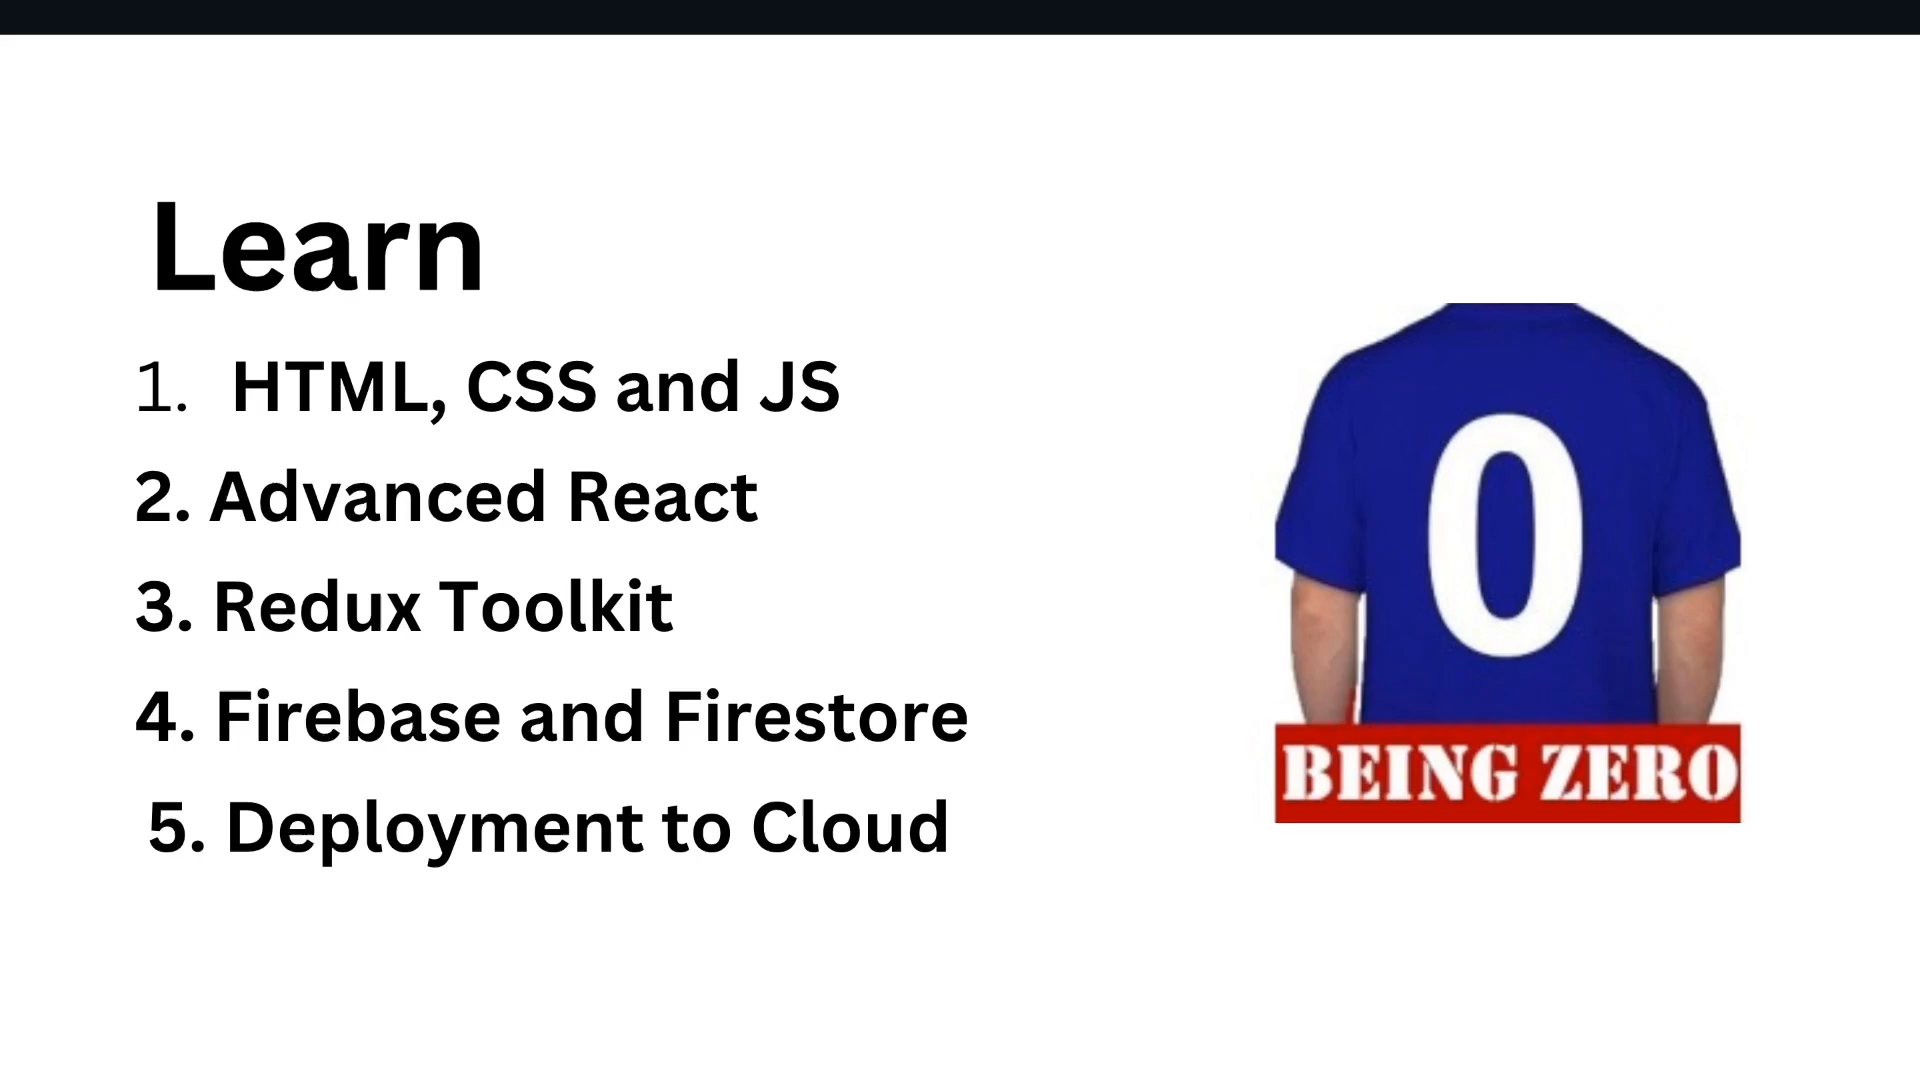 Learn
1. HTML, CSS and JS
2. Advanced React
3. Redux Toolkit
4. Firebase and Firestore
5. Deployment to Cloud
0
BEING ZERO